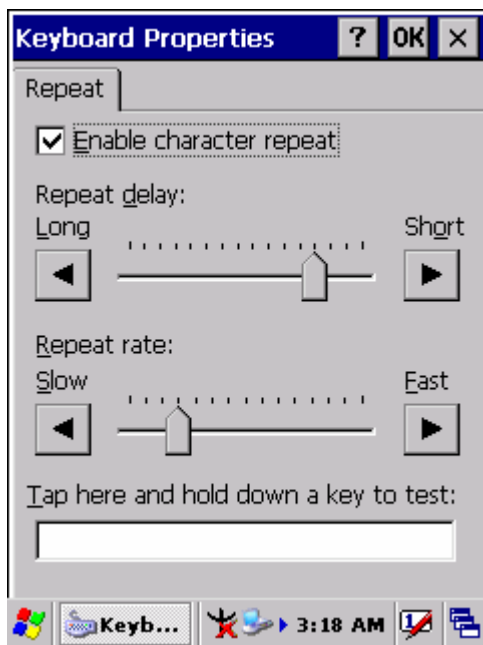 Keyboard Properties ? OK ×
Repeat
Enable character repeat
Repeat delay:
Long Short
Repeat rate:
Slow Fast
Tap here and hold down a key to test:
Keyb... 3:18 AM